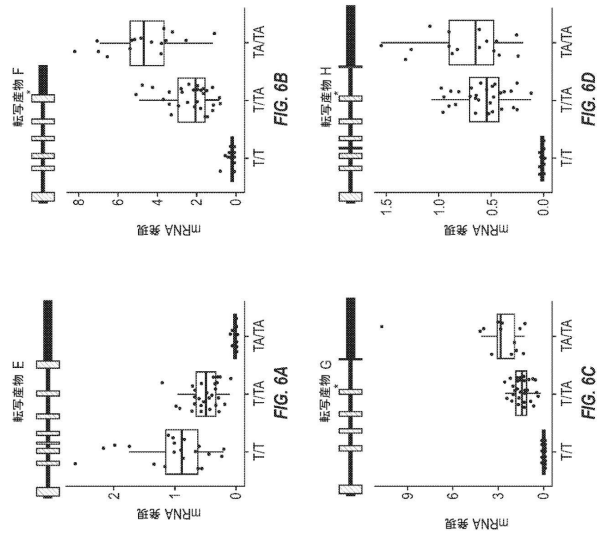 転写産物 E
mRNA 発現
2
1
0
T/T T/TA TA/TA
FIG. 6A
転写産物 F
*
mRNA 発現
8
6
4
2
0
T/T T/TA TA/TA
FIG. 6B
転写産物 G
*
mRNA 発現
9
6
3
0
T/T T/TA TA/TA
FIG. 6C
転写産物 H
*
mRNA 発現
1.5
1.0
0.5
0.0
T/T T/TA TA/TA
FIG. 6D